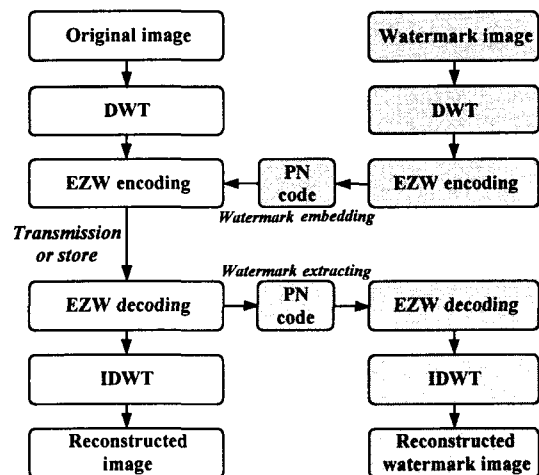 Original image
Watermark image
DWT
DWT
EZW encoding
PN
code
EZW encoding
Watermark embedding
Transmission
or store
Watermark extracting
EZW decoding
PN
code
EZW decoding
IDWT
IDWT
Reconstructed
image
Reconstructed
watermark image